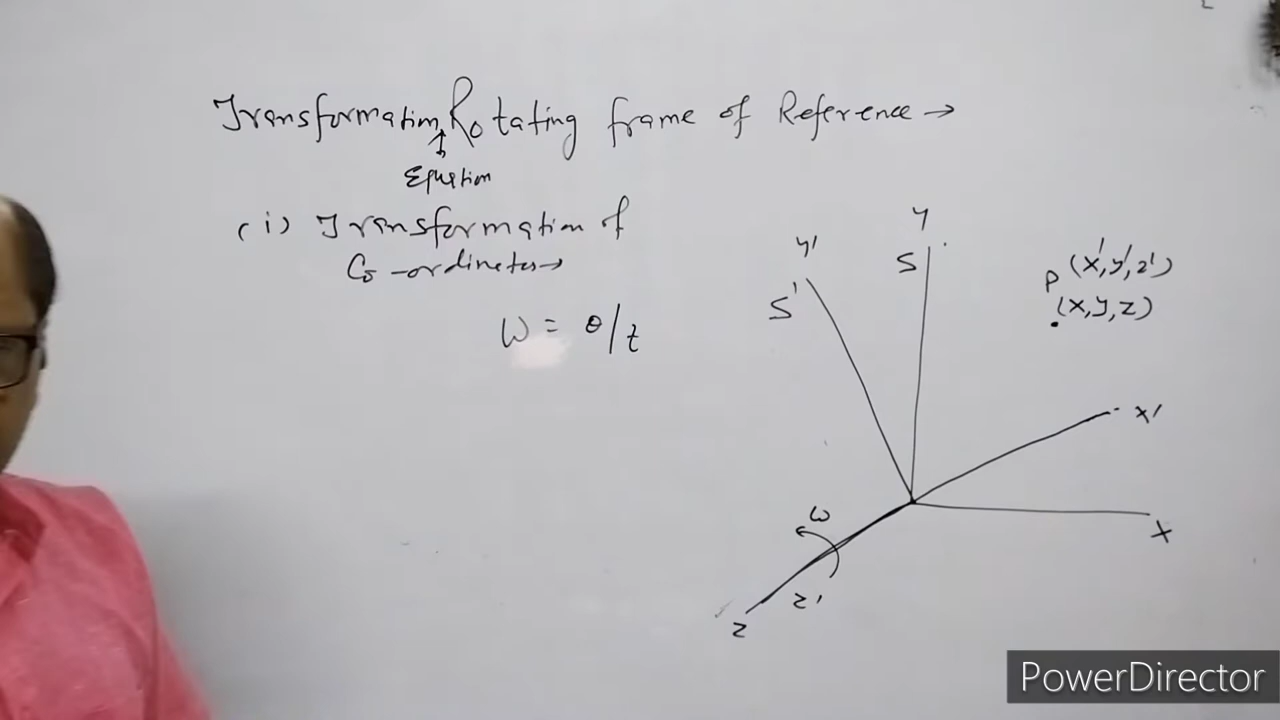 Transformation Rotating frame of Reference →
Equation
(i) Transformation of
Co-ordinates →
ω = θ/t
y
y'
S
S'
P (x', y', z')
(x, y, z)
x'
x
ω
z'
z
PowerDirector